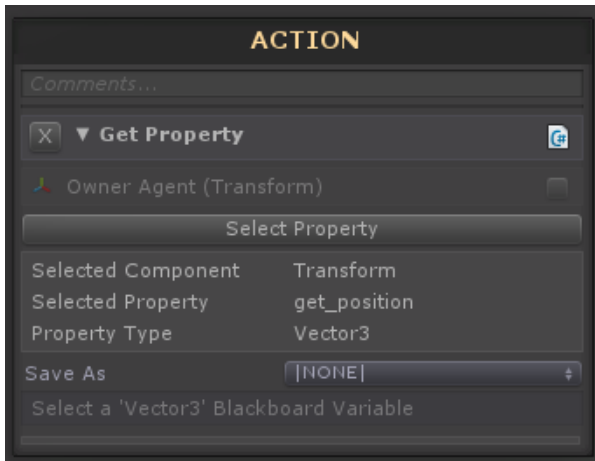 ACTION
Comments...
X ▼ Get Property C#
Owner Agent (Transform)
Select Property
Selected Component Transform
Selected Property get_position
Property Type Vector3
Save As |NONE|
Select a 'Vector3' Blackboard Variable